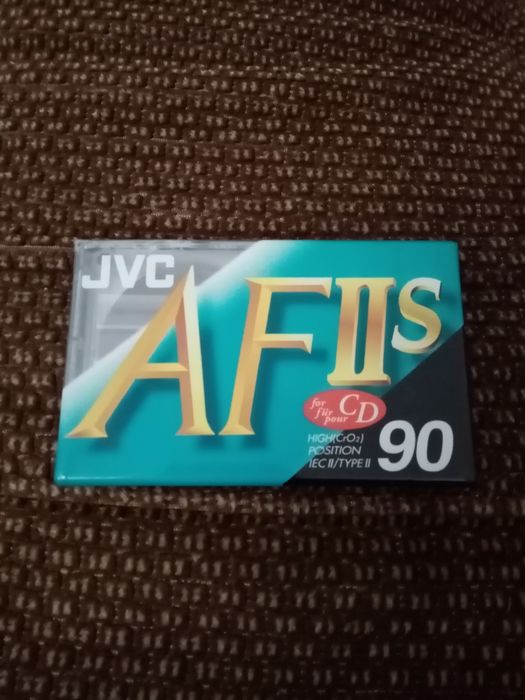 JVC
AFIIS
for
für
pour
CD
HIGH(CrO₂)
POSITION
IEC II/TYPE II
90